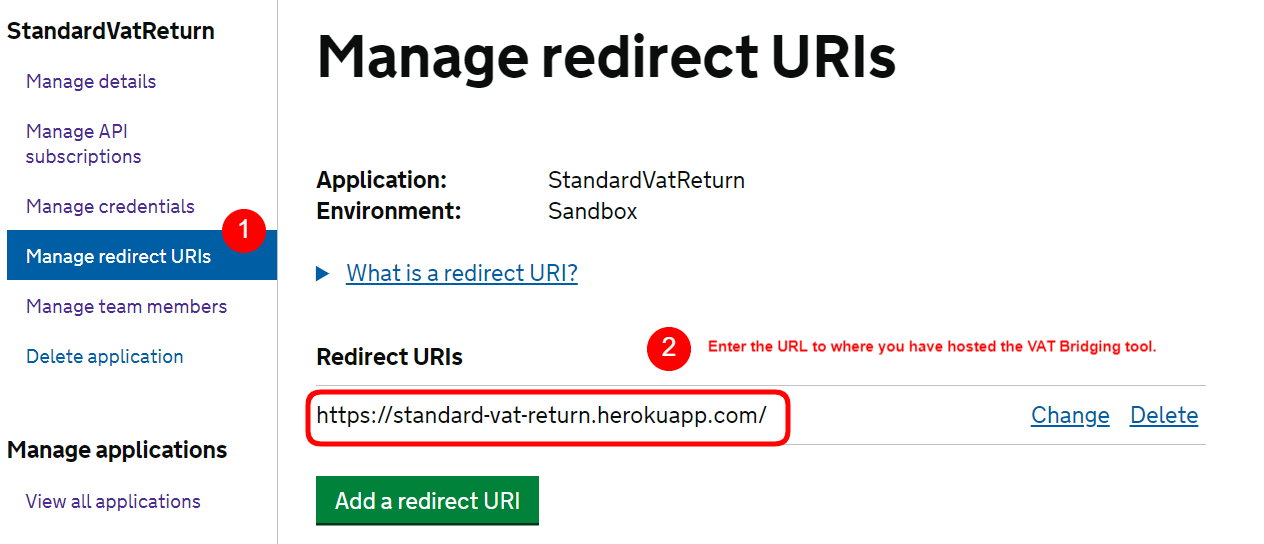 StandardVatReturn
Manage details
Manage API
subscriptions
Manage credentials
1
Manage redirect URIs
Manage team members
Delete application
Manage applications
View all applications
Manage redirect URIs
Application: StandardVatReturn
Environment: Sandbox
What is a redirect URI?
Redirect URIs
2 Enter the URL to where you have hosted the VAT Bridging tool.
https://standard-vat-return.herokuapp.com/ Change Delete
Add a redirect URI